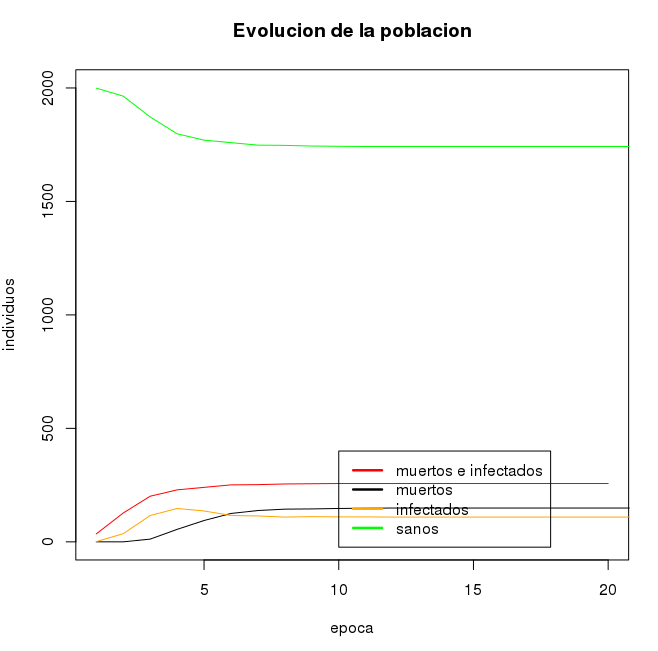 Evolucion de la poblacion
individuos
2000
1500
1000
500
0
muertos e infectados
muertos
infectados
sanos
5 10 15 20
epoca